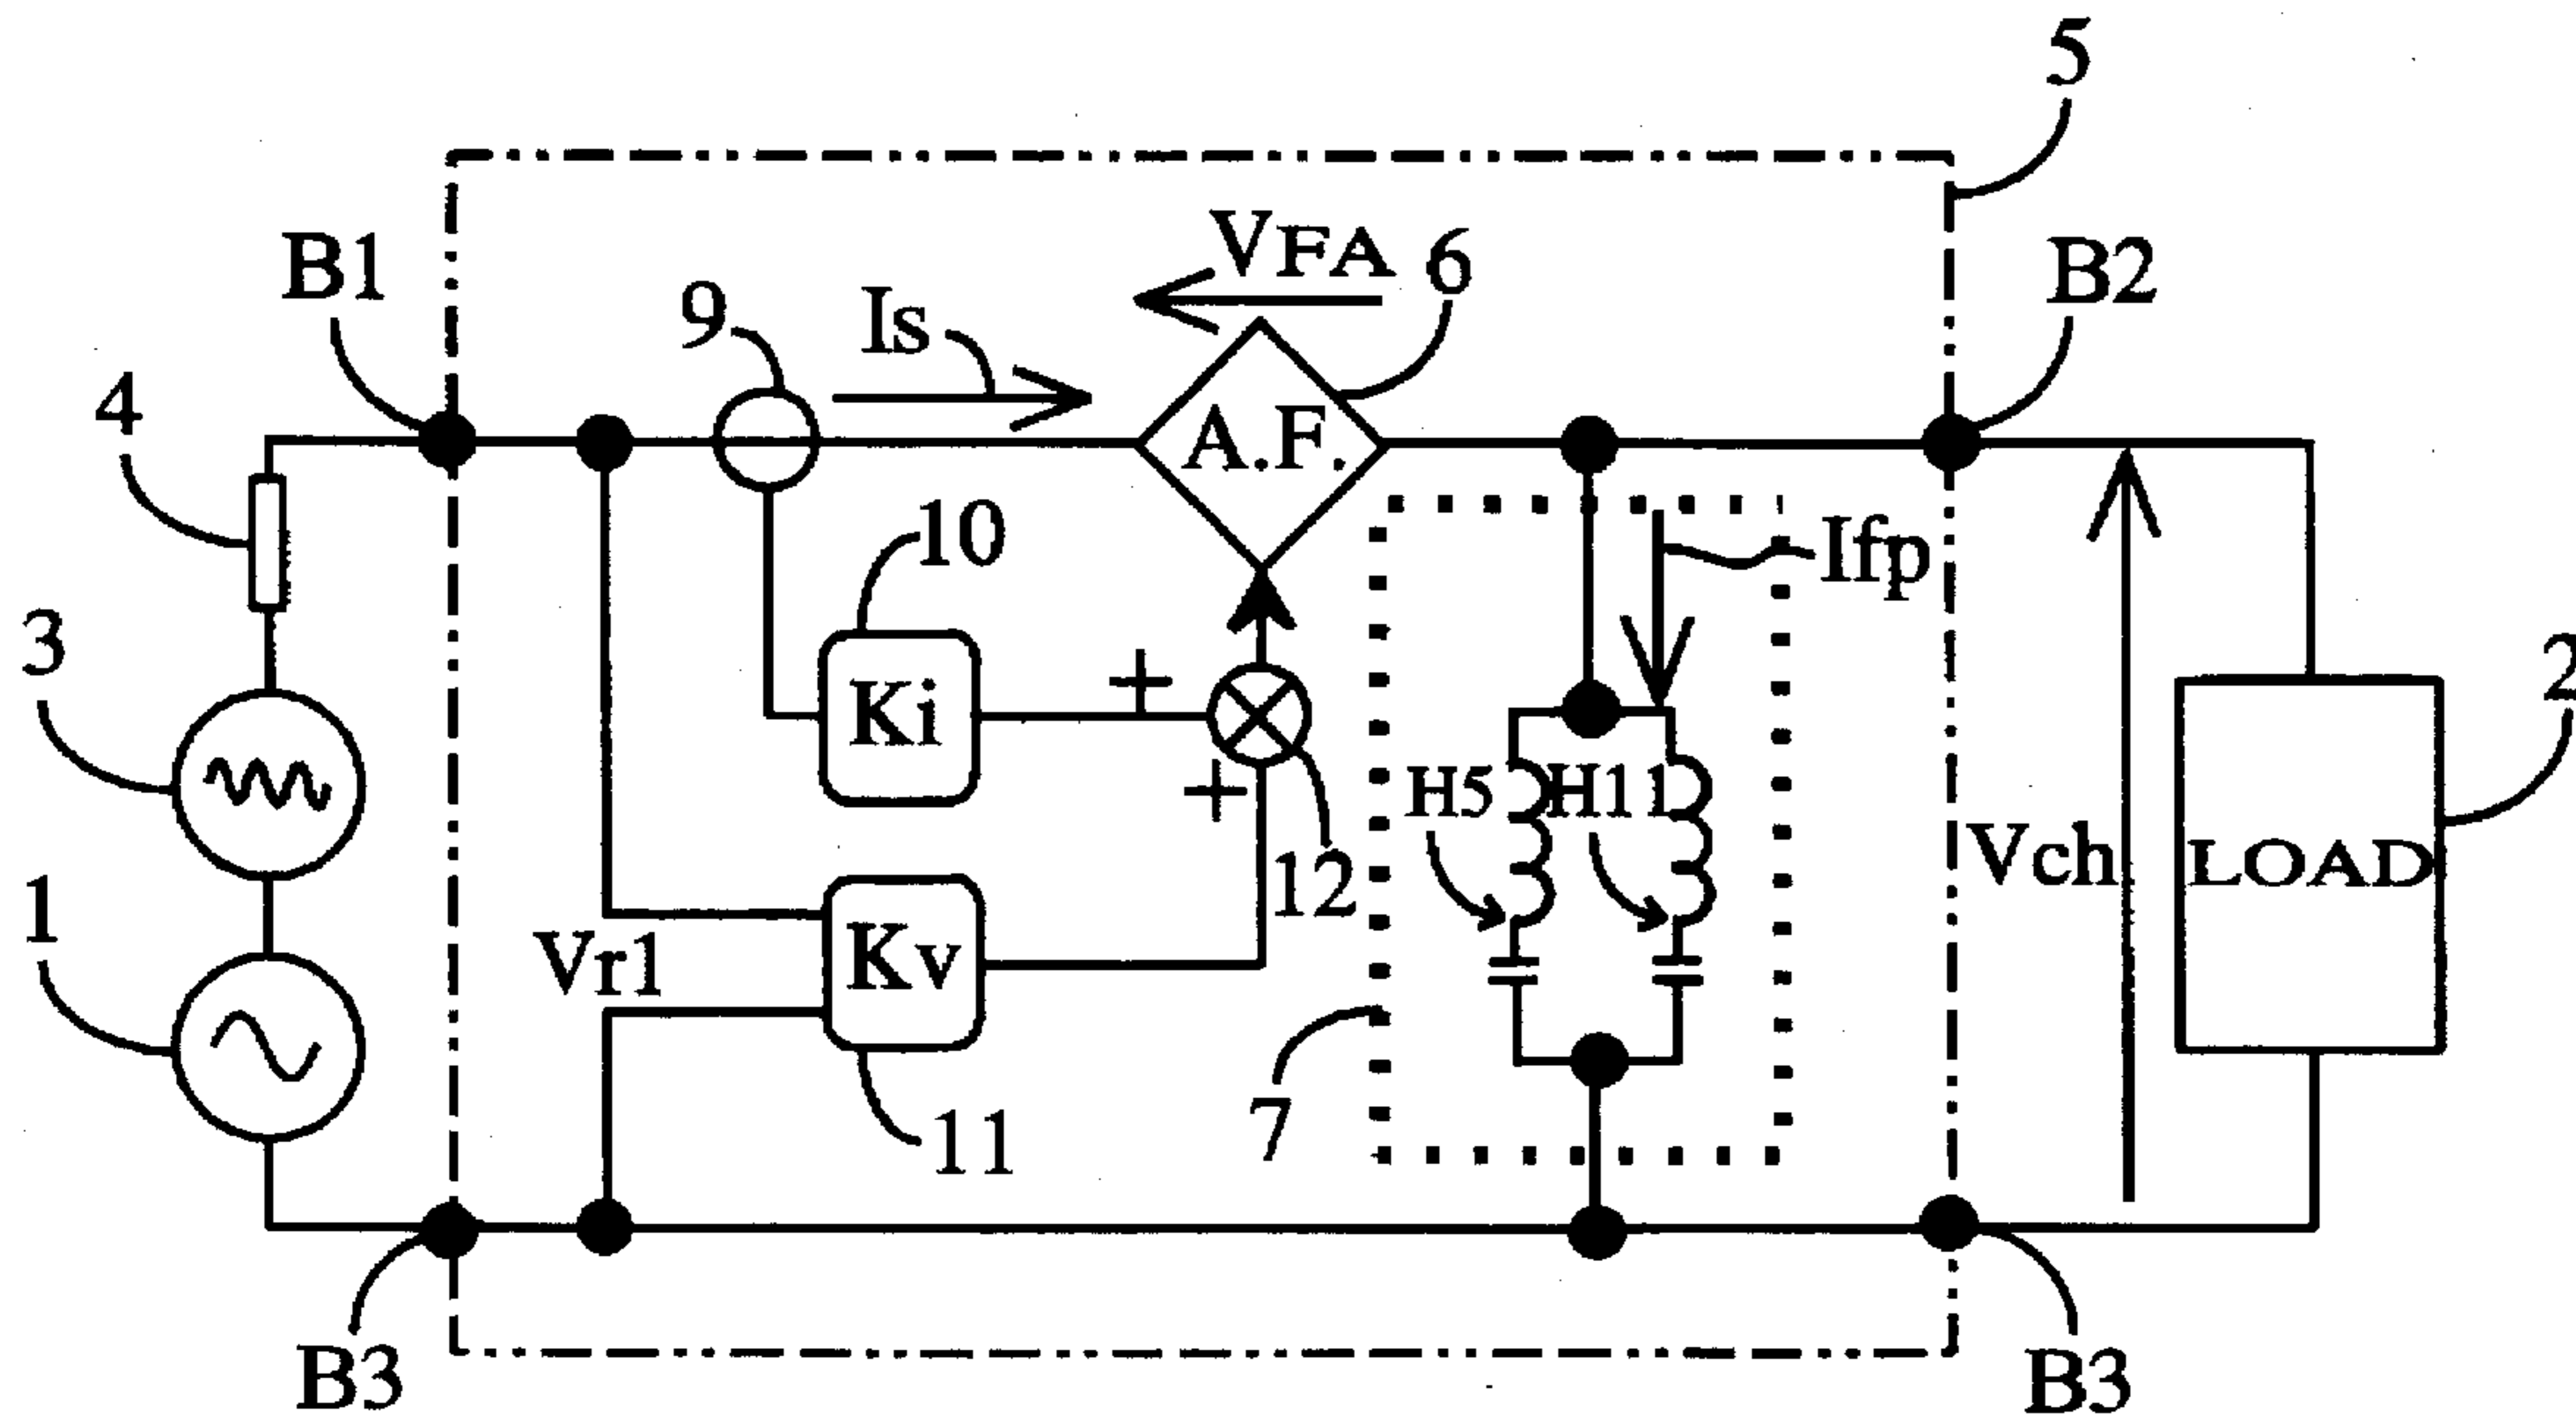 5
VFA
6
B1
B2
9
Is
4
A.F.
10
Ifp
3
+
Ki
2
H5
H11
+
12
Vch
LOAD
1
Vr1
Kv
7
11
B3
B3